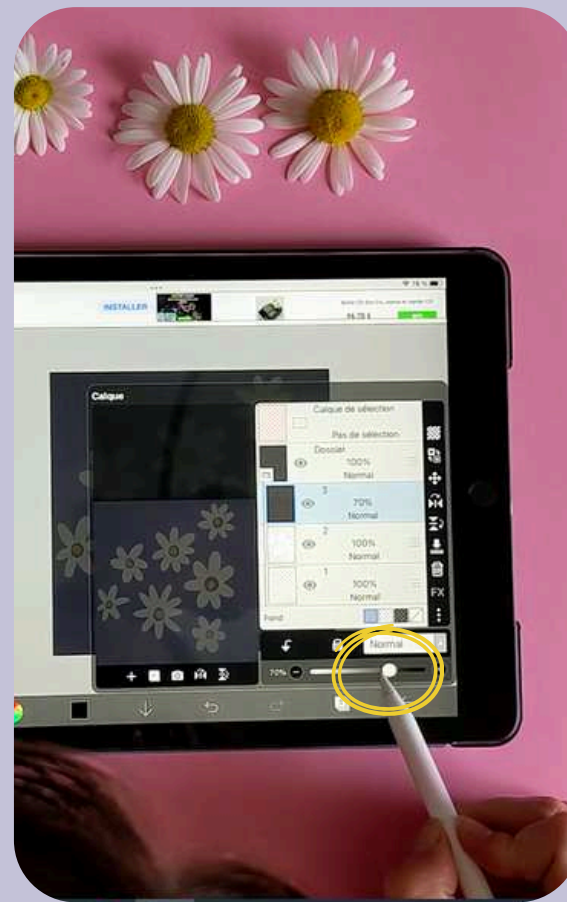 INSTALLER
Calque
Calque de sélection
Pas de sélection
Dossier
100%
Normal
3
70%
Normal
2
100%
Normal
1
100%
Normal
FX
Fond
Normal
70%